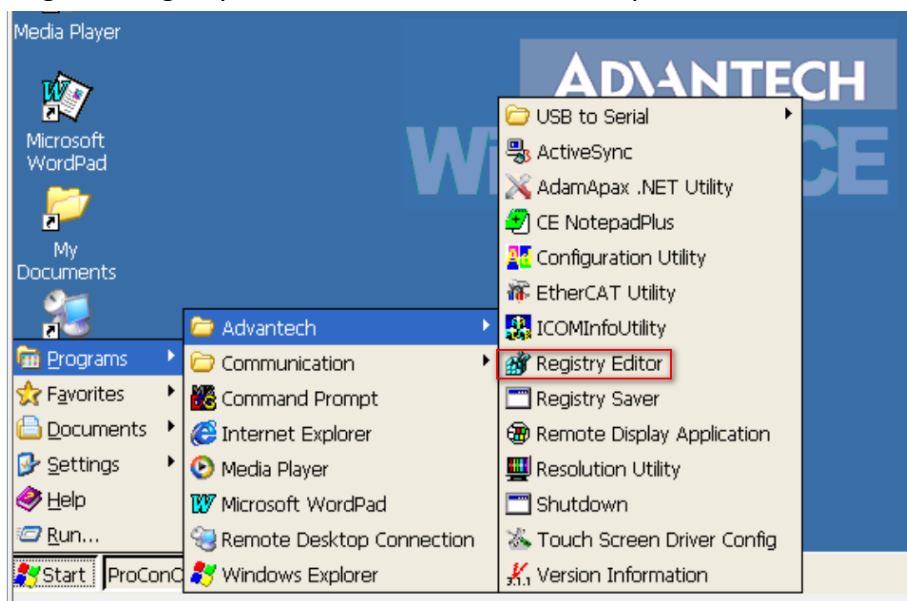 Media Player
Microsoft
WordPad
My
Documents
ADVANTECH
Wi
CE
Programs
Favorites
Documents
Settings
Help
Run...
Start
ProConC
Advantech
Communication
Command Prompt
Internet Explorer
Media Player
Microsoft WordPad
Remote Desktop Connection
Windows Explorer
USB to Serial
ActiveSync
AdamApax .NET Utility
CE NotepadPlus
Configuration Utility
EtherCAT Utility
ICOMInfoUtility
Registry Editor
Registry Saver
Remote Display Application
Resolution Utility
Shutdown
Touch Screen Driver Config
Version Information